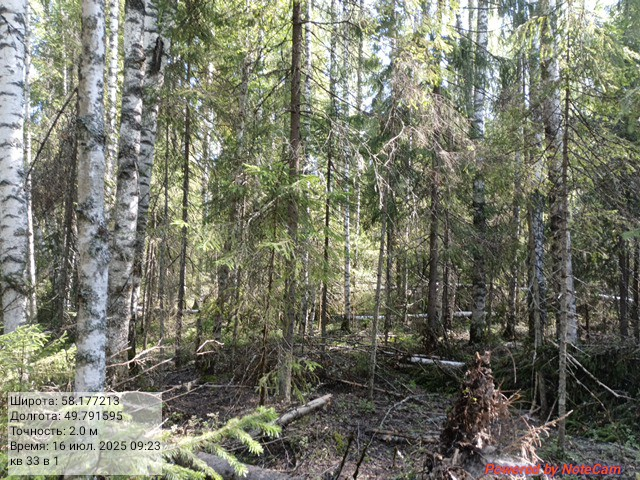 Широта: 58.177213
Долгота: 49.791595
Точность: 2.0 м
Время: 16 июл. 2025 09:23
кв 33 в 1
Powered by NoteCam